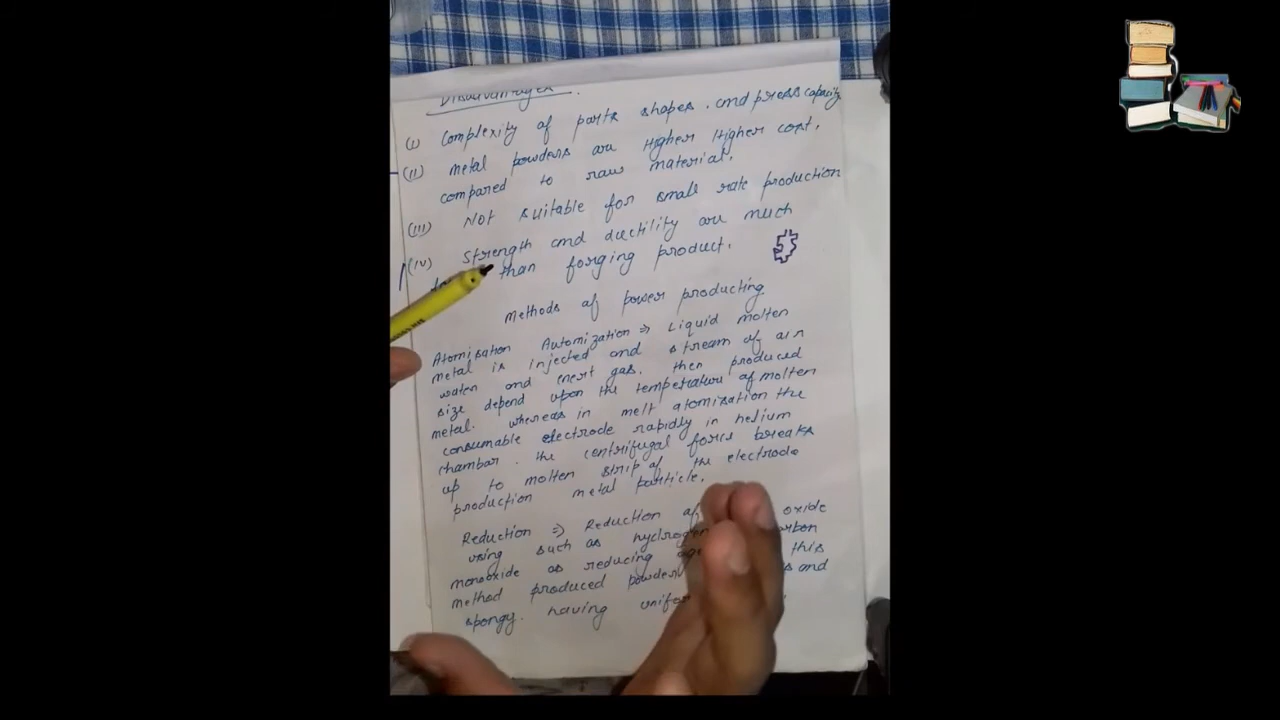 Disadvantages.
(I) Complexity of parts shapes. and press capacity
(II) Metal powders are Higher Higher cost.
compared to raw material.
(III) Not suitable for small rate production
(IV) Strength and ductility are much
than forging product.
Methods of power producting
Atomisation Automization ⇒ Liquid molten
metal is injected and stream of air
water and inert gas. then produced
size depend upon the temperature of molten
metal. whereas in melt atomisation the
consumable electrode rapidly in helium
chambar. the centrifugal force breaks
up to molten strip of the electrode
production metal particle.
Reduction ⇒ Reduction of oxide
using such as hydrogen
monooxide as reducing this
method produced powders and
spongy. having